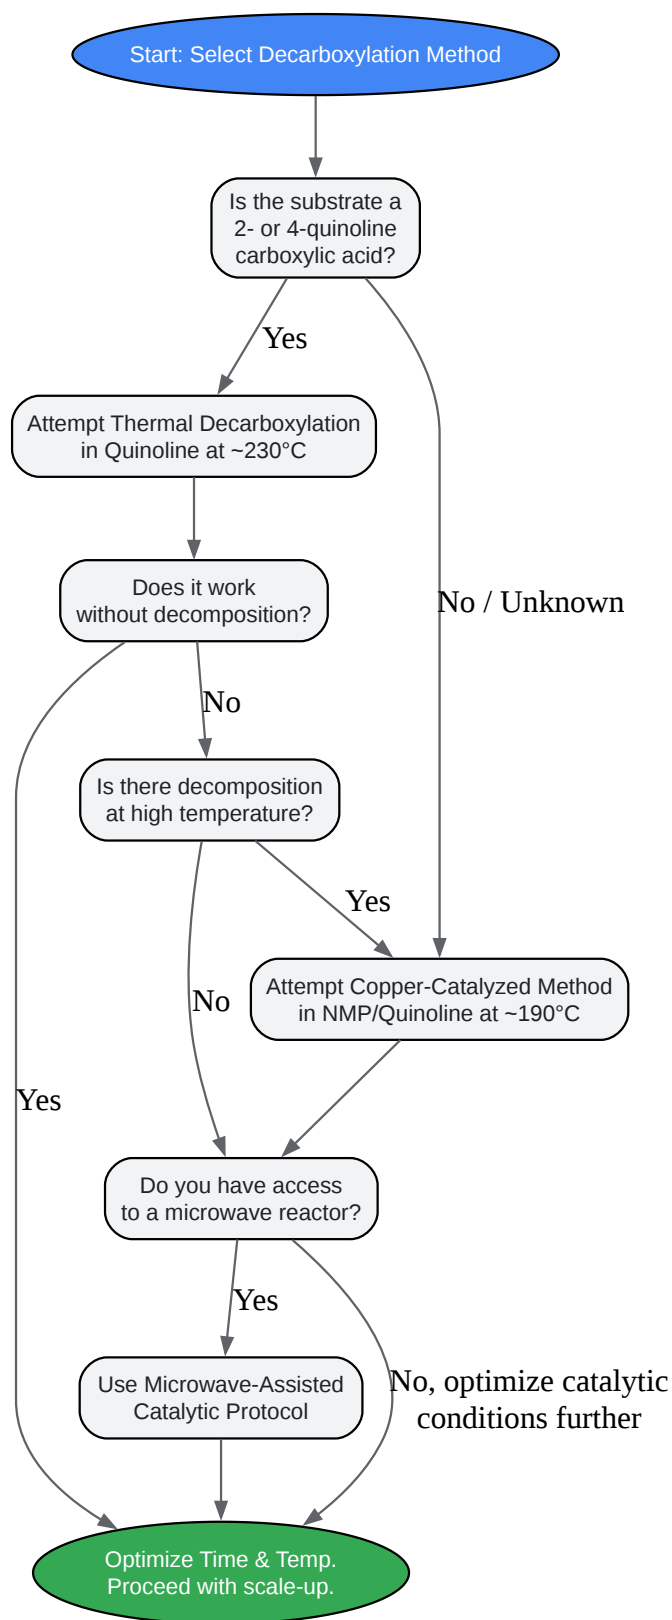 Start: Select Decarboxylation Method
Is the substrate a
2- or 4-quinoline
carboxylic acid?
Yes
Attempt Thermal Decarboxylation
in Quinoline at ~230°C
Does it work
without decomposition?
No / Unknown
No
Is there decomposition
at high temperature?
Yes
Attempt Copper-Catalyzed Method
in NMP/Quinoline at ~190°C
No
Yes
Do you have access
to a microwave reactor?
Yes
Use Microwave-Assisted
Catalytic Protocol
No, optimize catalytic
conditions further
Optimize Time & Temp.
Proceed with scale-up.